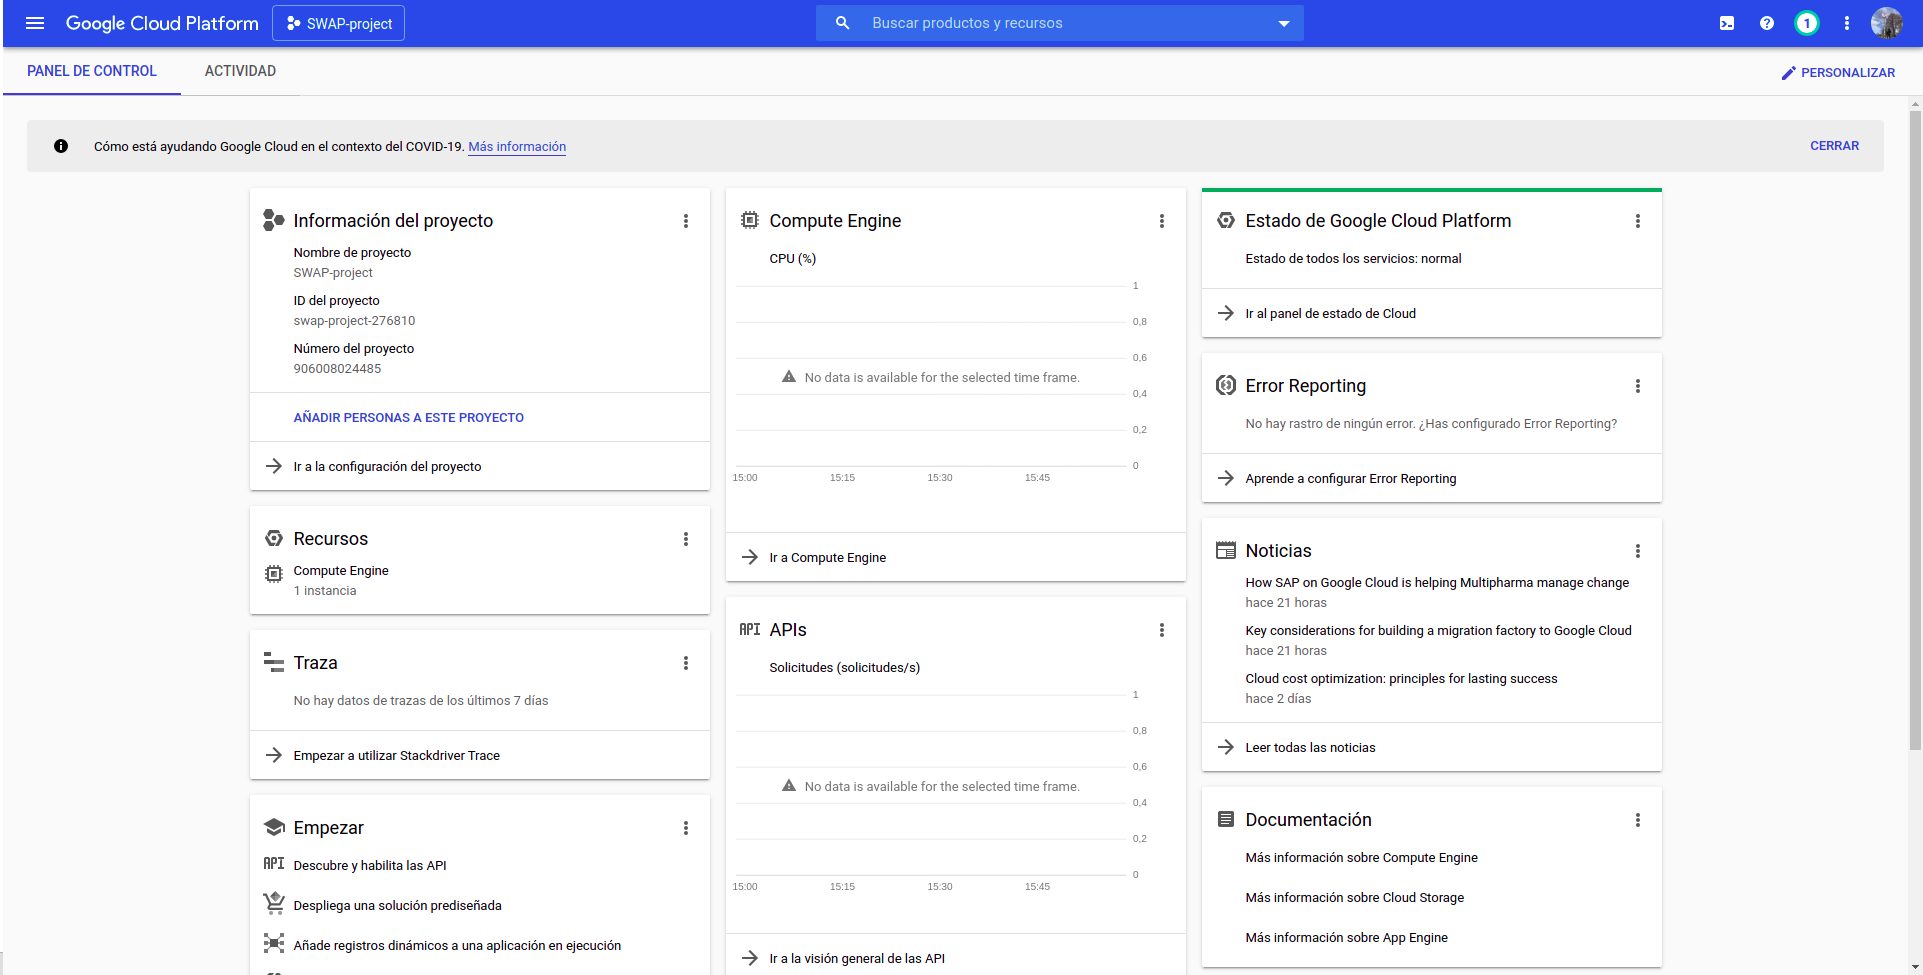 Google Cloud Platform
SWAP-project
Buscar productos y recursos
1
PANEL DE CONTROL
ACTIVIDAD
PERSONALIZAR
Cómo está ayudando Google Cloud en el contexto del COVID-19. Más información
CERRAR
Información del proyecto
Nombre de proyecto
SWAP-project
ID del proyecto
swap-project-276810
Número del proyecto
906008024485
AÑADIR PERSONAS A ESTE PROYECTO
Ir a la configuración del proyecto
Recursos
Compute Engine
1 instancia
Traza
No hay datos de trazas de los últimos 7 días
Empezar a utilizar Stackdriver Trace
Empezar
API Descubre y habilita las API
Despliega una solución prediseñada
Añade registros dinámicos a una aplicación en ejecución
Compute Engine
CPU (%)
1
0,8
0,6
No data is available for the selected time frame.
0,4
0,2
0
15:00 15:15 15:30 15:45
Ir a Compute Engine
API APIs
Solicitudes (solicitudes/s)
1
0,8
0,6
No data is available for the selected time frame.
0,4
0,2
0
15:00 15:15 15:30 15:45
Ir a la visión general de las API
Estado de Google Cloud Platform
Estado de todos los servicios: normal
Ir al panel de estado de Cloud
Error Reporting
No hay rastro de ningún error. ¿Has configurado Error Reporting?
Aprende a configurar Error Reporting
Noticias
How SAP on Google Cloud is helping Multipharma manage change
hace 21 horas
Key considerations for building a migration factory to Google Cloud
hace 21 horas
Cloud cost optimization: principles for lasting success
hace 2 días
Leer todas las noticias
Documentación
Más información sobre Compute Engine
Más información sobre Cloud Storage
Más información sobre App Engine